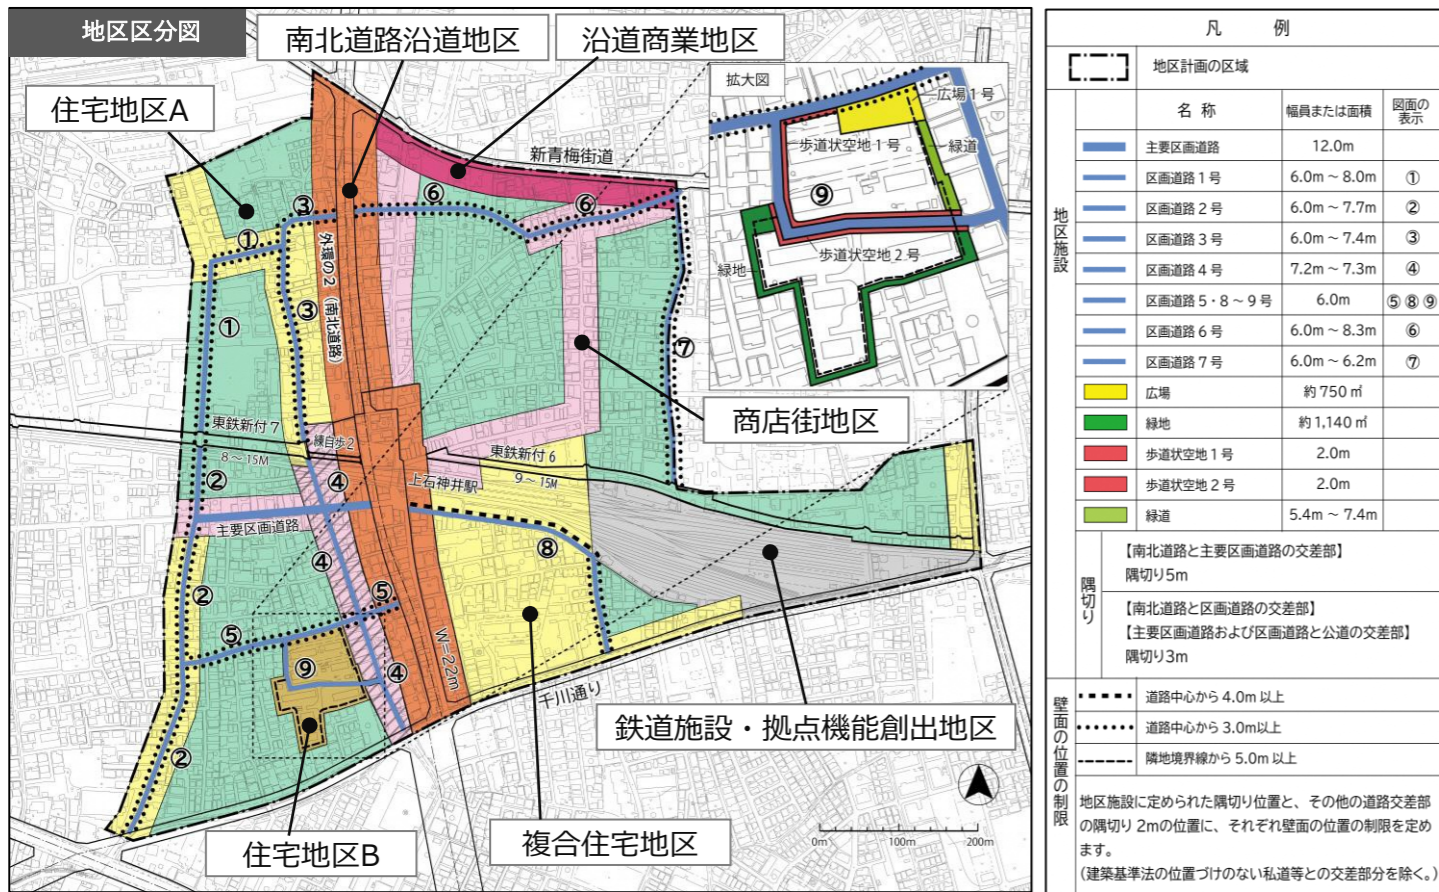 地区区分図
南北道路沿道地区
沿道商業地区
住宅地区A
新青梅街道
拡大図
広場1号
歩道状空地1号
緑道
⑨
歩道状空地2号
緑地
⑥
⑥
③
①
外環の2（南北道路）
③
①
⑦
商店街地区
東鉄新付7
8～15M
練自歩2
東鉄新付6
9～15M
上石神井駅
④
②
主要区画道路
⑧
④
②
⑤
⑤
⑨
④
W=22m
千川通り
②
鉄道施設・拠点機能創出地区
住宅地区B
複合住宅地区
0m 100m 200m
凡 例
地区計画の区域
地区施設
名 称 幅員または面積 図面の表示
主要区画道路 12.0m
区画道路1号 6.0m～8.0m ①
区画道路2号 6.0m～7.7m ②
区画道路3号 6.0m～7.4m ③
区画道路4号 7.2m～7.3m ④
区画道路5・8～9号 6.0m ⑤⑧⑨
区画道路6号 6.0m～8.3m ⑥
区画道路7号 6.0m～6.2m ⑦
広場 約750㎡
緑地 約1,140㎡
歩道状空地1号 2.0m
歩道状空地2号 2.0m
緑道 5.4m～7.4m
隅切り
【南北道路と主要区画道路の交差部】
隅切り5m
【南北道路と区画道路の交差部】
【主要区画道路および区画道路と公道の交差部】
隅切り3m
壁面の位置の制限
道路中心から4.0m以上
道路中心から3.0m以上
隣地境界線から5.0m以上
地区施設に定められた隅切り位置と、その他の道路交差部
の隅切り2mの位置に、それぞれ壁面の位置の制限を定め
ます。
（建築基準法の位置づけのない私道等との交差部分を除く。）